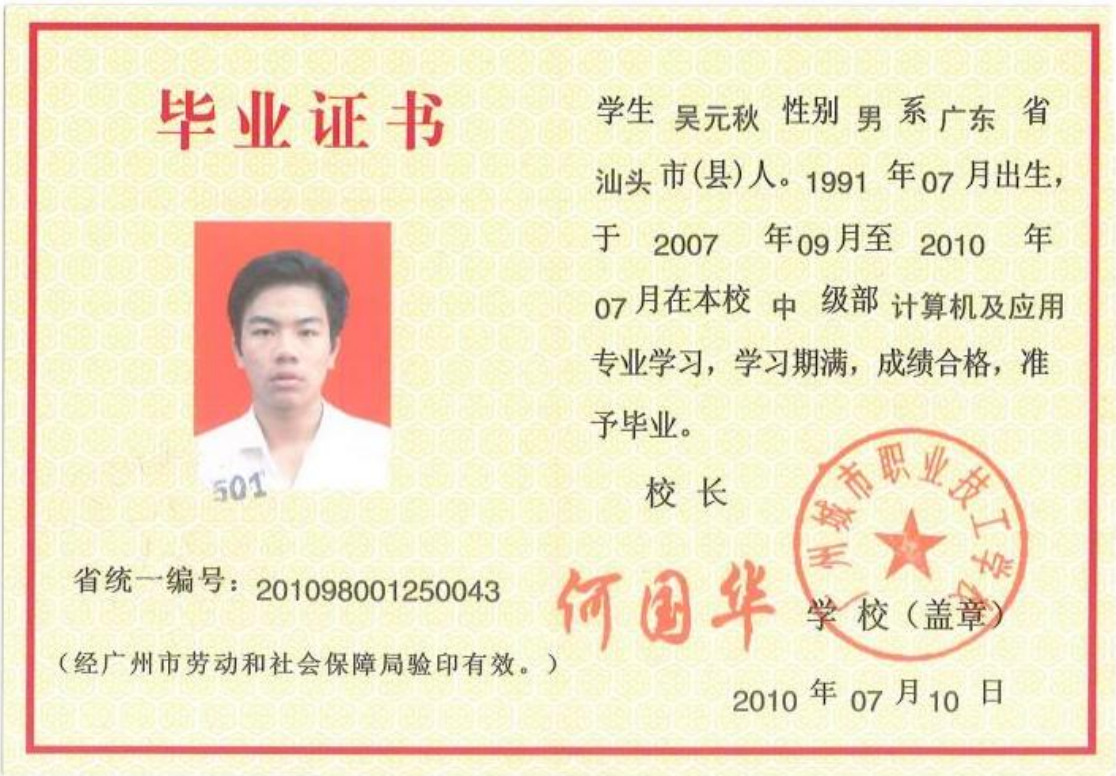 毕业证书
501
省统一编号：201098001250043
（经广州市劳动和社会保障局验印有效。）
学生 吴元秋 性别 男 系 广东 省
汕头 市(县)人。1991 年 07 月出生，
于 2007 年 09 月至 2010 年
07 月在本校 中 级部 计算机及应用
专业学习，学习期满，成绩合格，准
予毕业。
校 长
何国华
广州城市职业技工学校
学 校（盖章）
2010 年 07 月 10 日